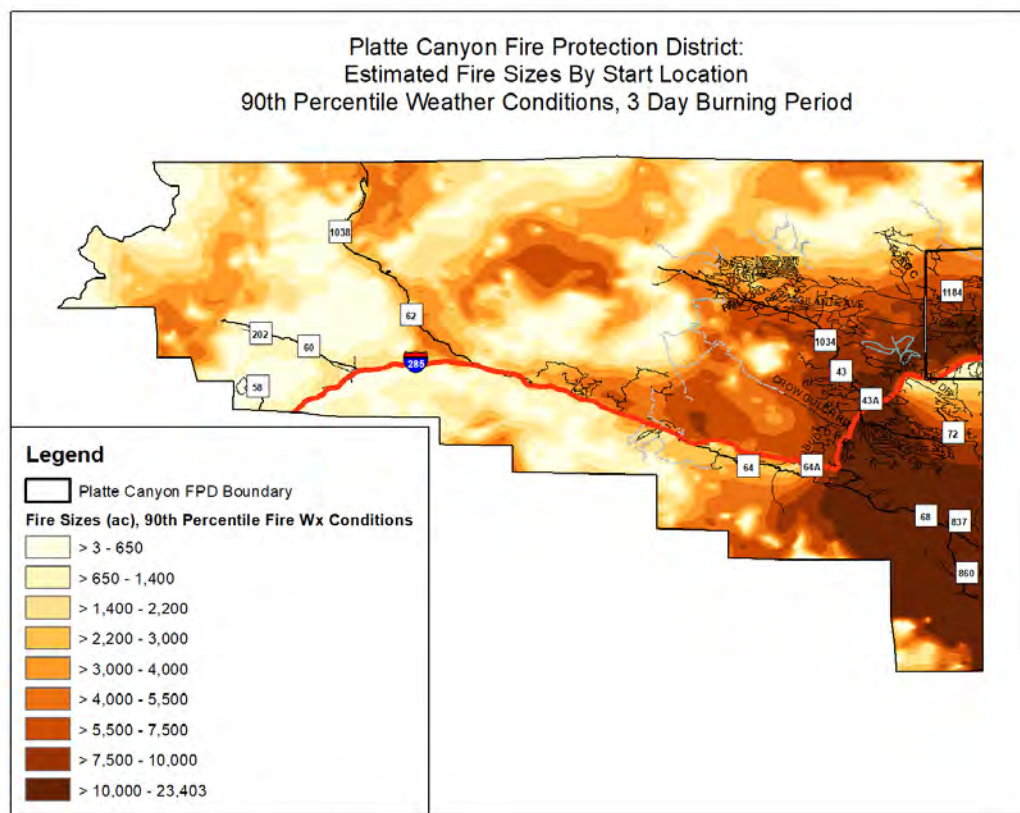 Platte Canyon Fire Protection District:
Estimated Fire Sizes By Start Location
90th Percentile Weather Conditions, 3 Day Burning Period
1038
1184
62
202
1034
60
285
43
58
43A
72
64
64A
68
837
860
Legend
Platte Canyon FPD Boundary
Fire Sizes (ac), 90th Percentile Fire Wx Conditions
> 3 - 650
> 650 - 1,400
> 1,400 - 2,200
> 2,200 - 3,000
> 3,000 - 4,000
> 4,000 - 5,500
> 5,500 - 7,500
> 7,500 - 10,000
> 10,000 - 23,403